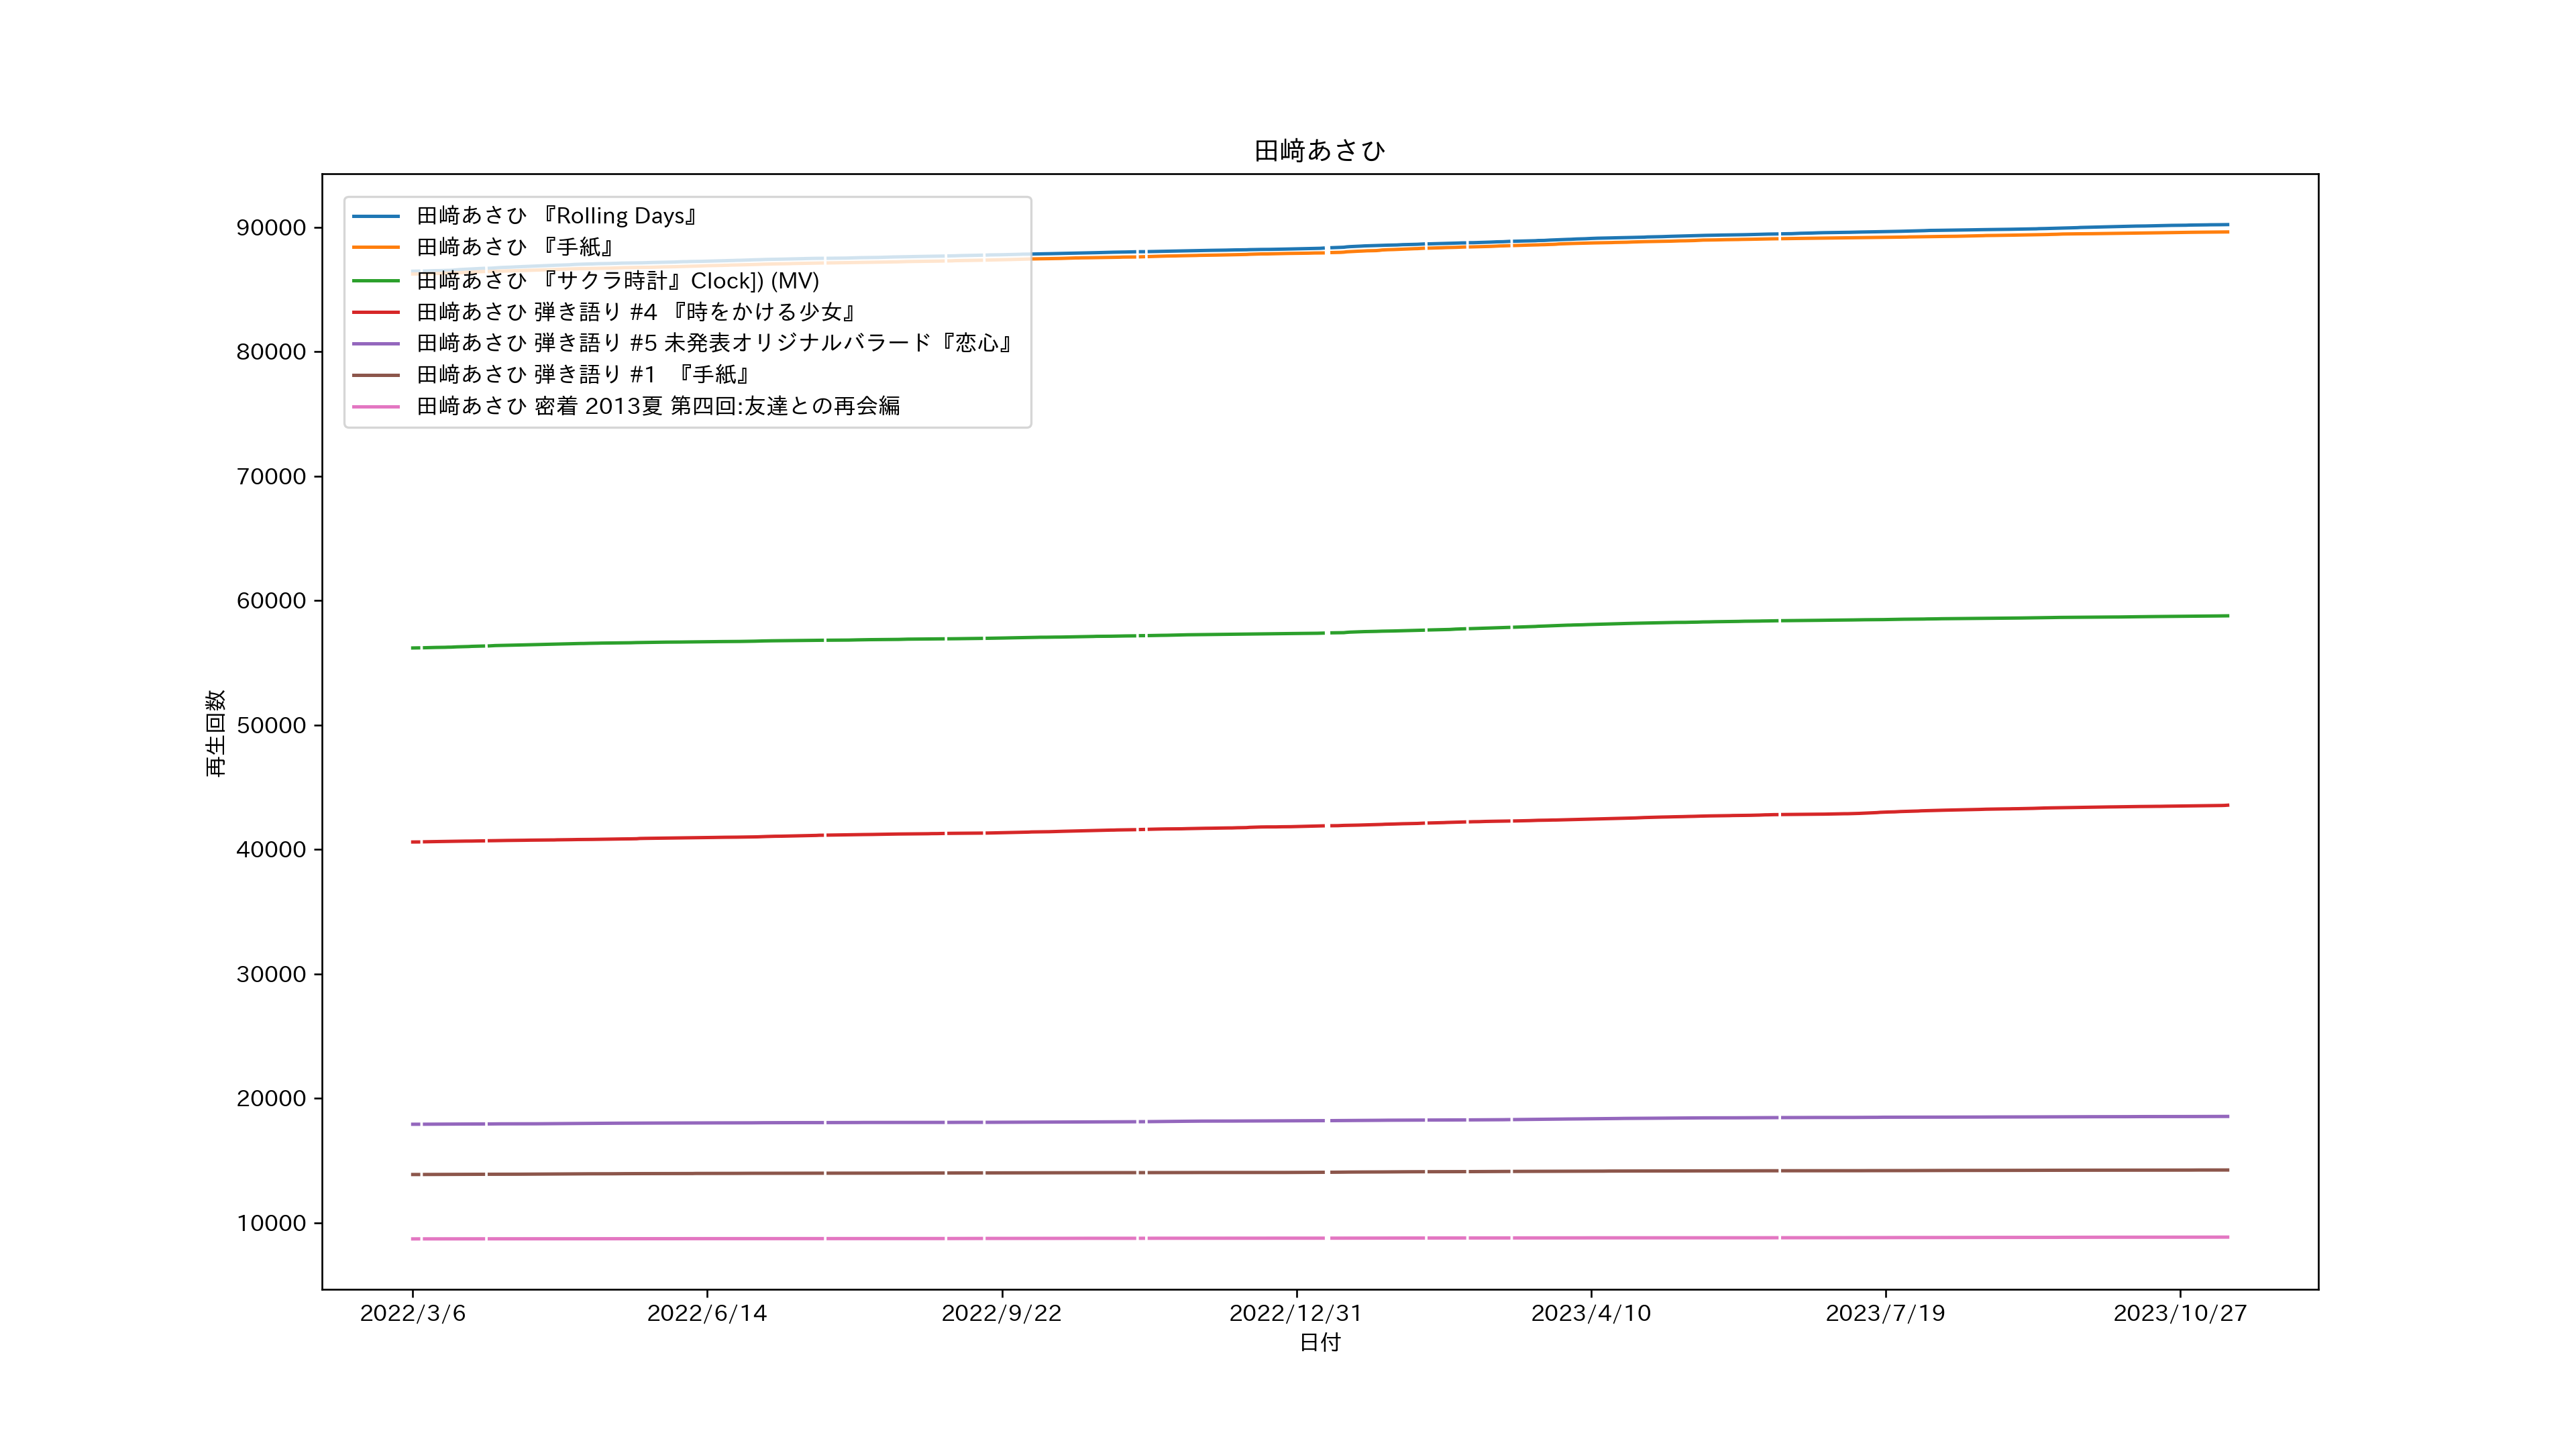 田﨑あさひ
田﨑あさひ 『Rolling Days』
田﨑あさひ 『手紙』
田﨑あさひ 『サクラ時計』Clock]) (MV)
田﨑あさひ 弾き語り #4 『時をかける少女』
田﨑あさひ 弾き語り #5 未発表オリジナルバラード『恋心』
田﨑あさひ 弾き語り #1  『手紙』
田﨑あさひ 密着 2013夏 第四回:友達との再会編
90000
80000
70000
60000
50000
40000
30000
20000
10000
再生回数
2022/3/6
2022/6/14
2022/9/22
2022/12/31
2023/4/10
2023/7/19
2023/10/27
日付